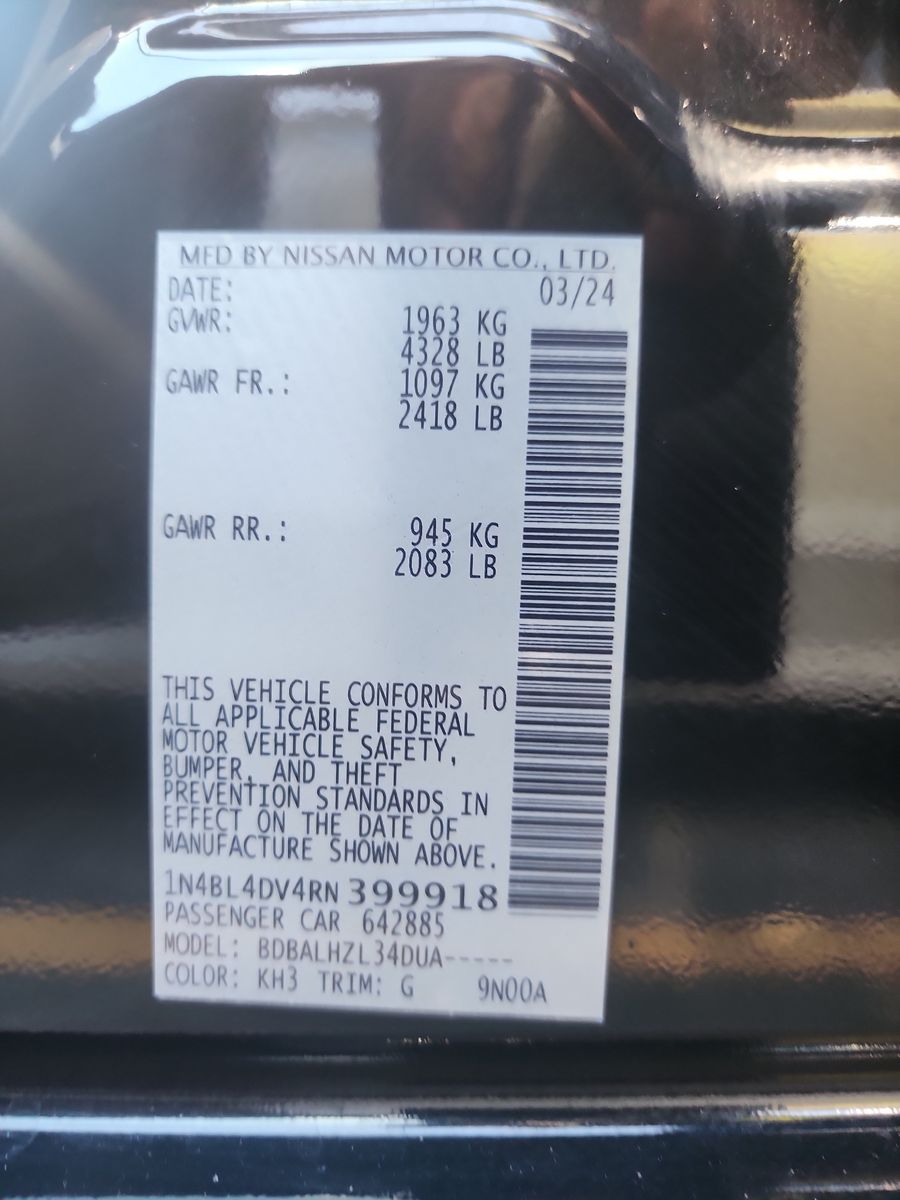 MFD BY NISSAN MOTOR CO., LTD.
DATE: 03/24
GVWR: 1963 KG
4328 LB
GAWR FR.: 1097 KG
2418 LB
GAWR RR.: 945 KG
2083 LB
THIS VEHICLE CONFORMS TO
ALL APPLICABLE FEDERAL
MOTOR VEHICLE SAFETY,
BUMPER, AND THEFT
PREVENTION STANDARDS IN
EFFECT ON THE DATE OF
MANUFACTURE SHOWN ABOVE.
1N4BL4DV4RN 399918
PASSENGER CAR 642885
MODEL: BDBALHZL34DUA-----
COLOR: KH3 TRIM: G 9N00A